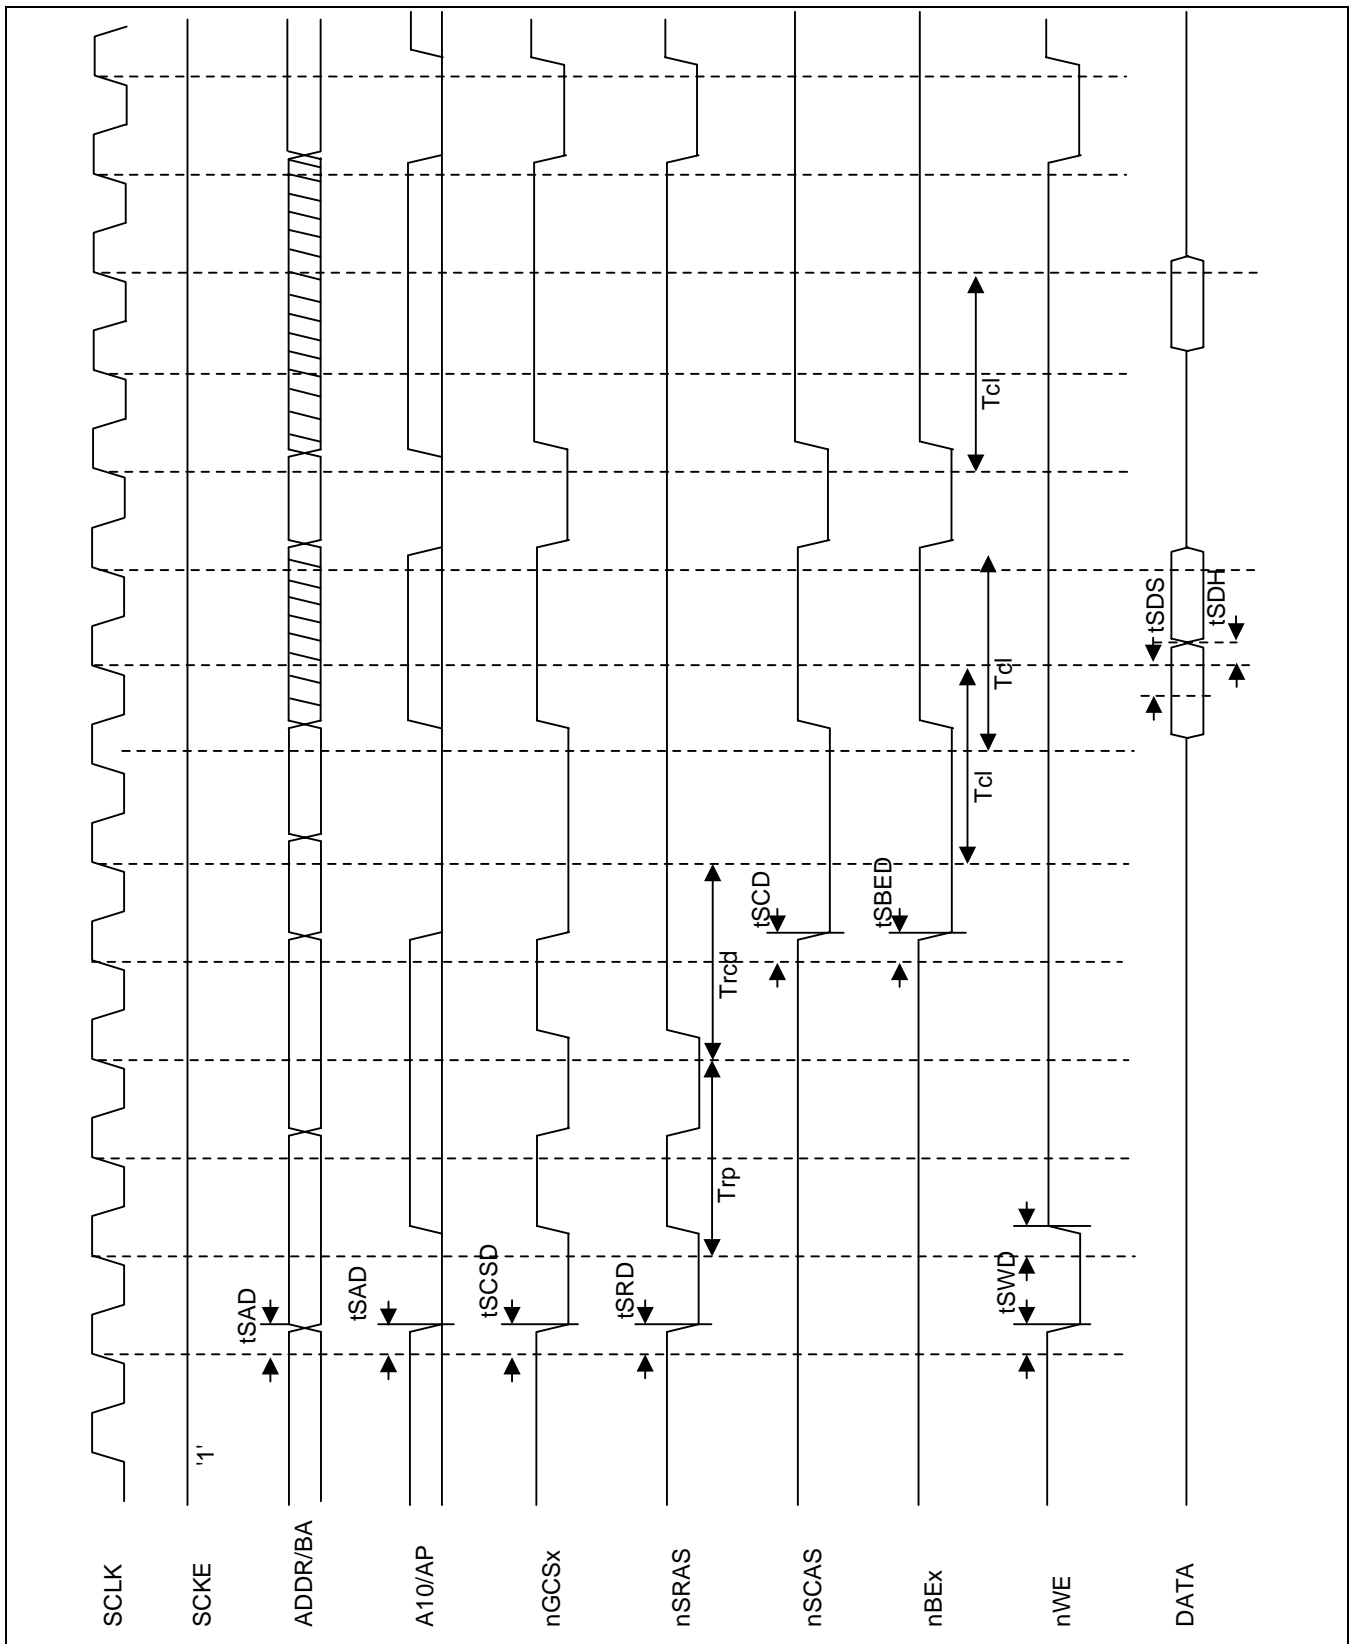 SCLK
SCKE
'1'
ADDR/BA
tSAD
A10/AP
tSAD
nGCSx
tSCSD
nSRAS
tSRD
Trp
Trcd
nSCAS
tSCD
nBEx
tSBED
Tcl
Tcl
Tcl
nWE
tSWD
DATA
tSDS
tSDH